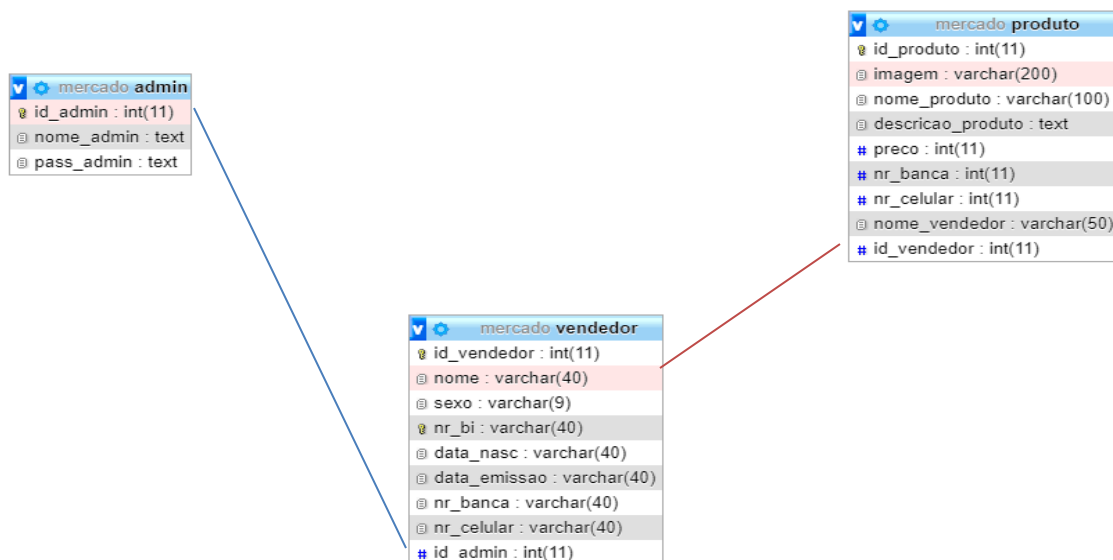 mercado admin
id_admin : int(11)
nome_admin : text
pass_admin : text
mercado produto
id_produto : int(11)
imagem : varchar(200)
nome_produto : varchar(100)
descricao_produto : text
# preco : int(11)
# nr_banca : int(11)
# nr_celular : int(11)
nome_vendedor : varchar(50)
# id_vendedor : int(11)
mercado vendedor
id_vendedor : int(11)
nome : varchar(40)
sexo : varchar(9)
nr_bi : varchar(40)
data_nasc : varchar(40)
data_emissao : varchar(40)
nr_banca : varchar(40)
nr_celular : varchar(40)
# id_admin : int(11)